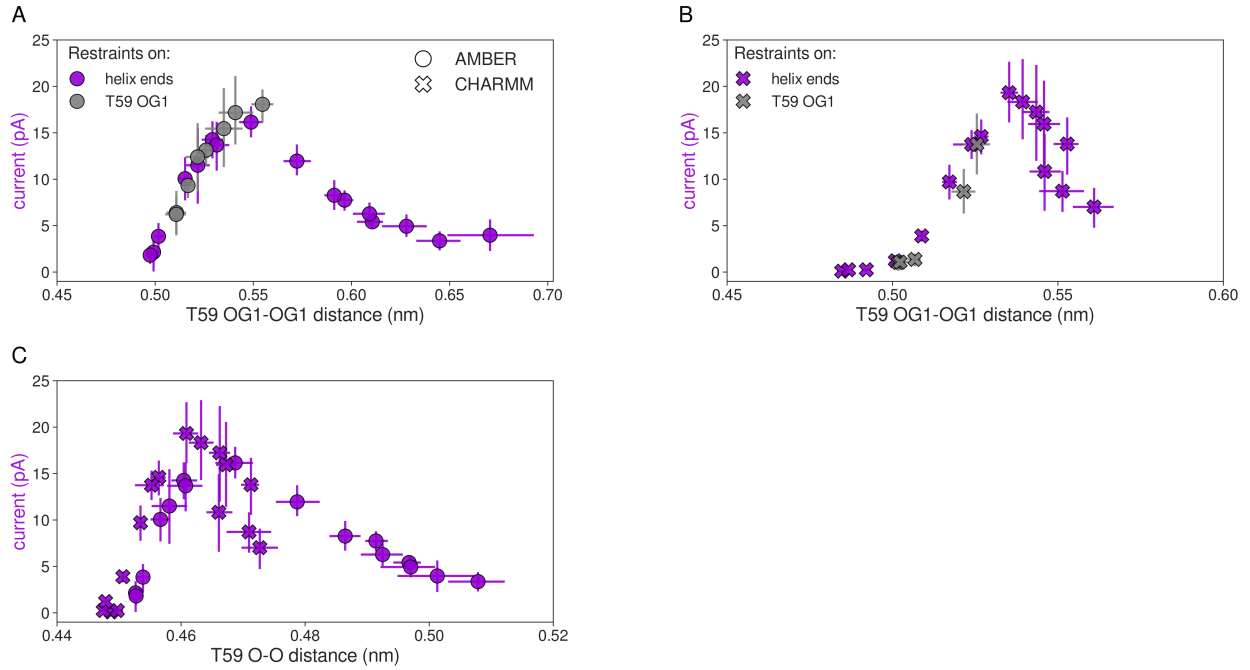 A
Restraints on:
helix ends
T59 OG1
AMBER
CHARMM
25
20
15
10
5
0
current (pA)
0.45
0.50
0.55
0.60
0.65
0.70
T59 OG1-OG1 distance (nm)
B
Restraints on:
helix ends
T59 OG1
25
20
15
10
5
0
current (pA)
0.45
0.50
0.55
0.60
T59 OG1-OG1 distance (nm)
C
25
20
15
10
5
0
current (pA)
0.44
0.46
0.48
0.50
0.52
T59 O-O distance (nm)